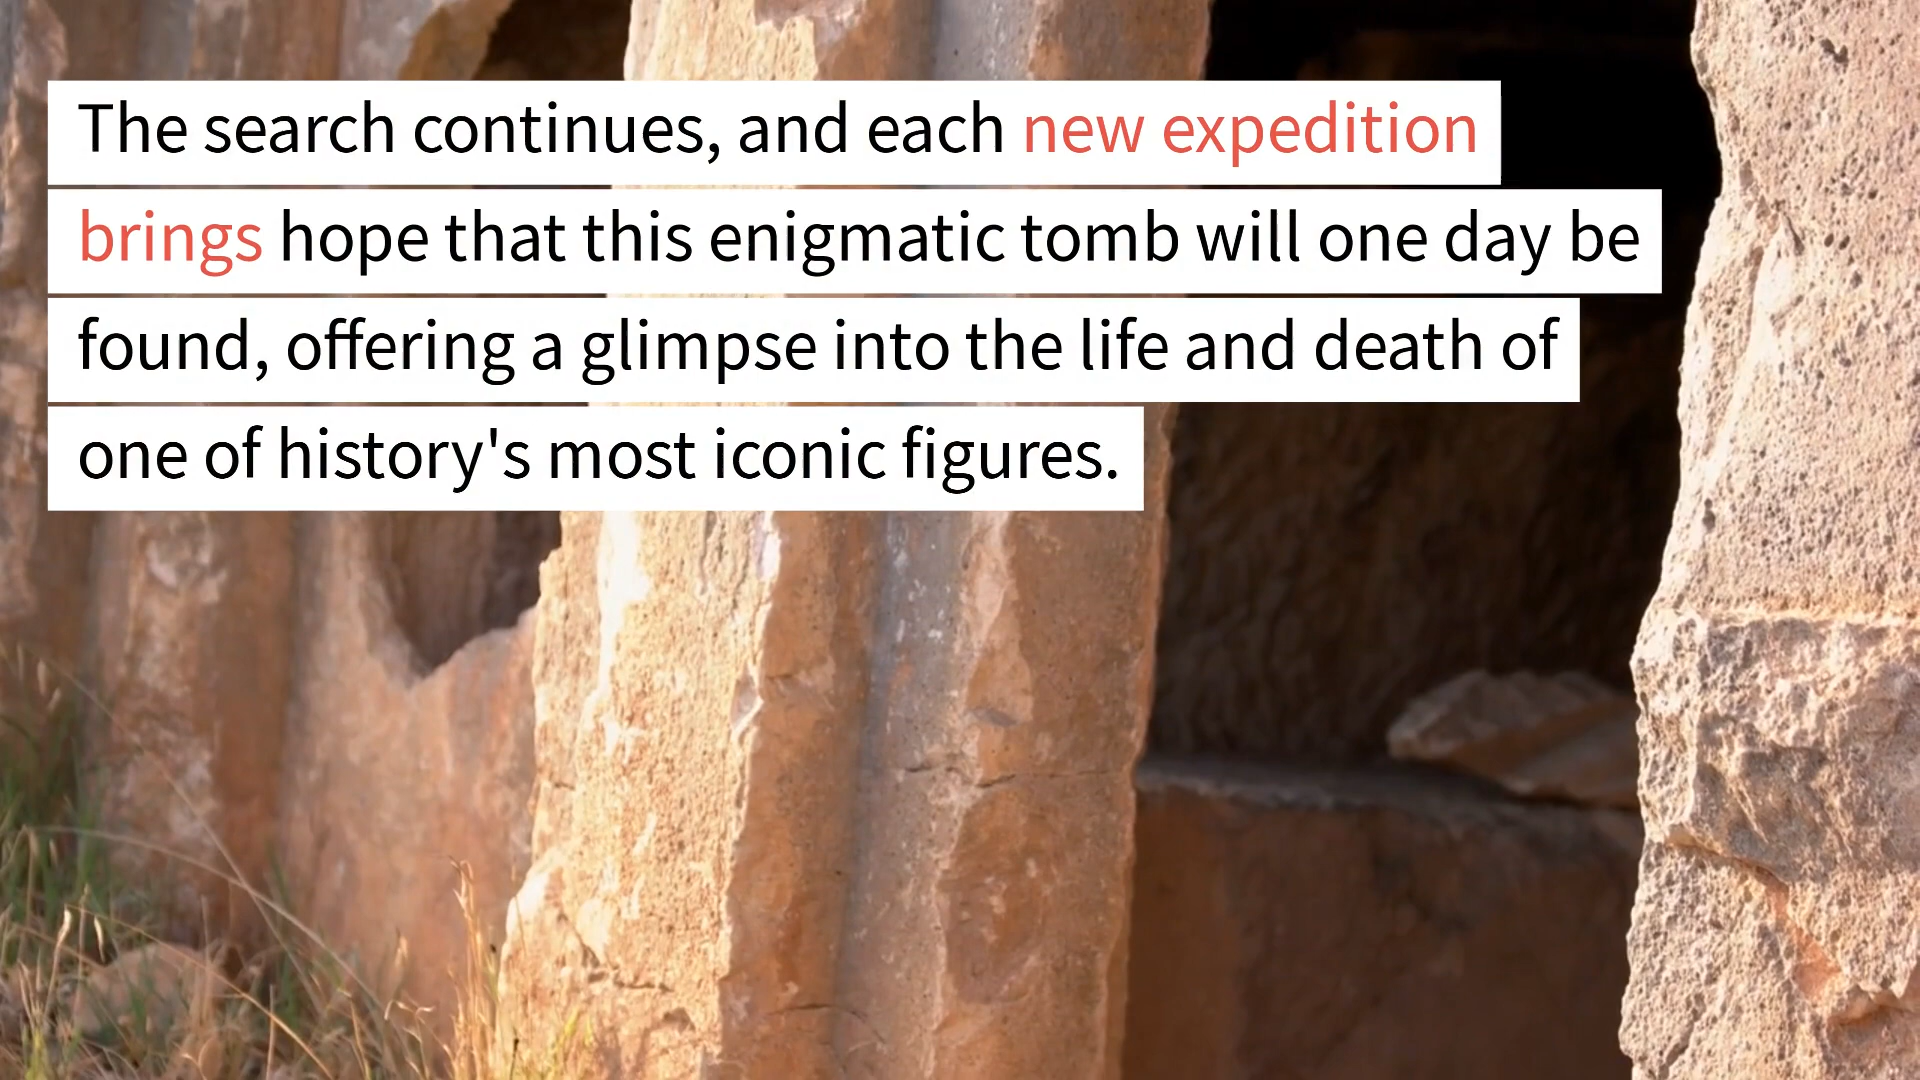 The search continues, and each new expedition
brings hope that this enigmatic tomb will one day be
found, offering a glimpse into the life and death of
one of history's most iconic figures.